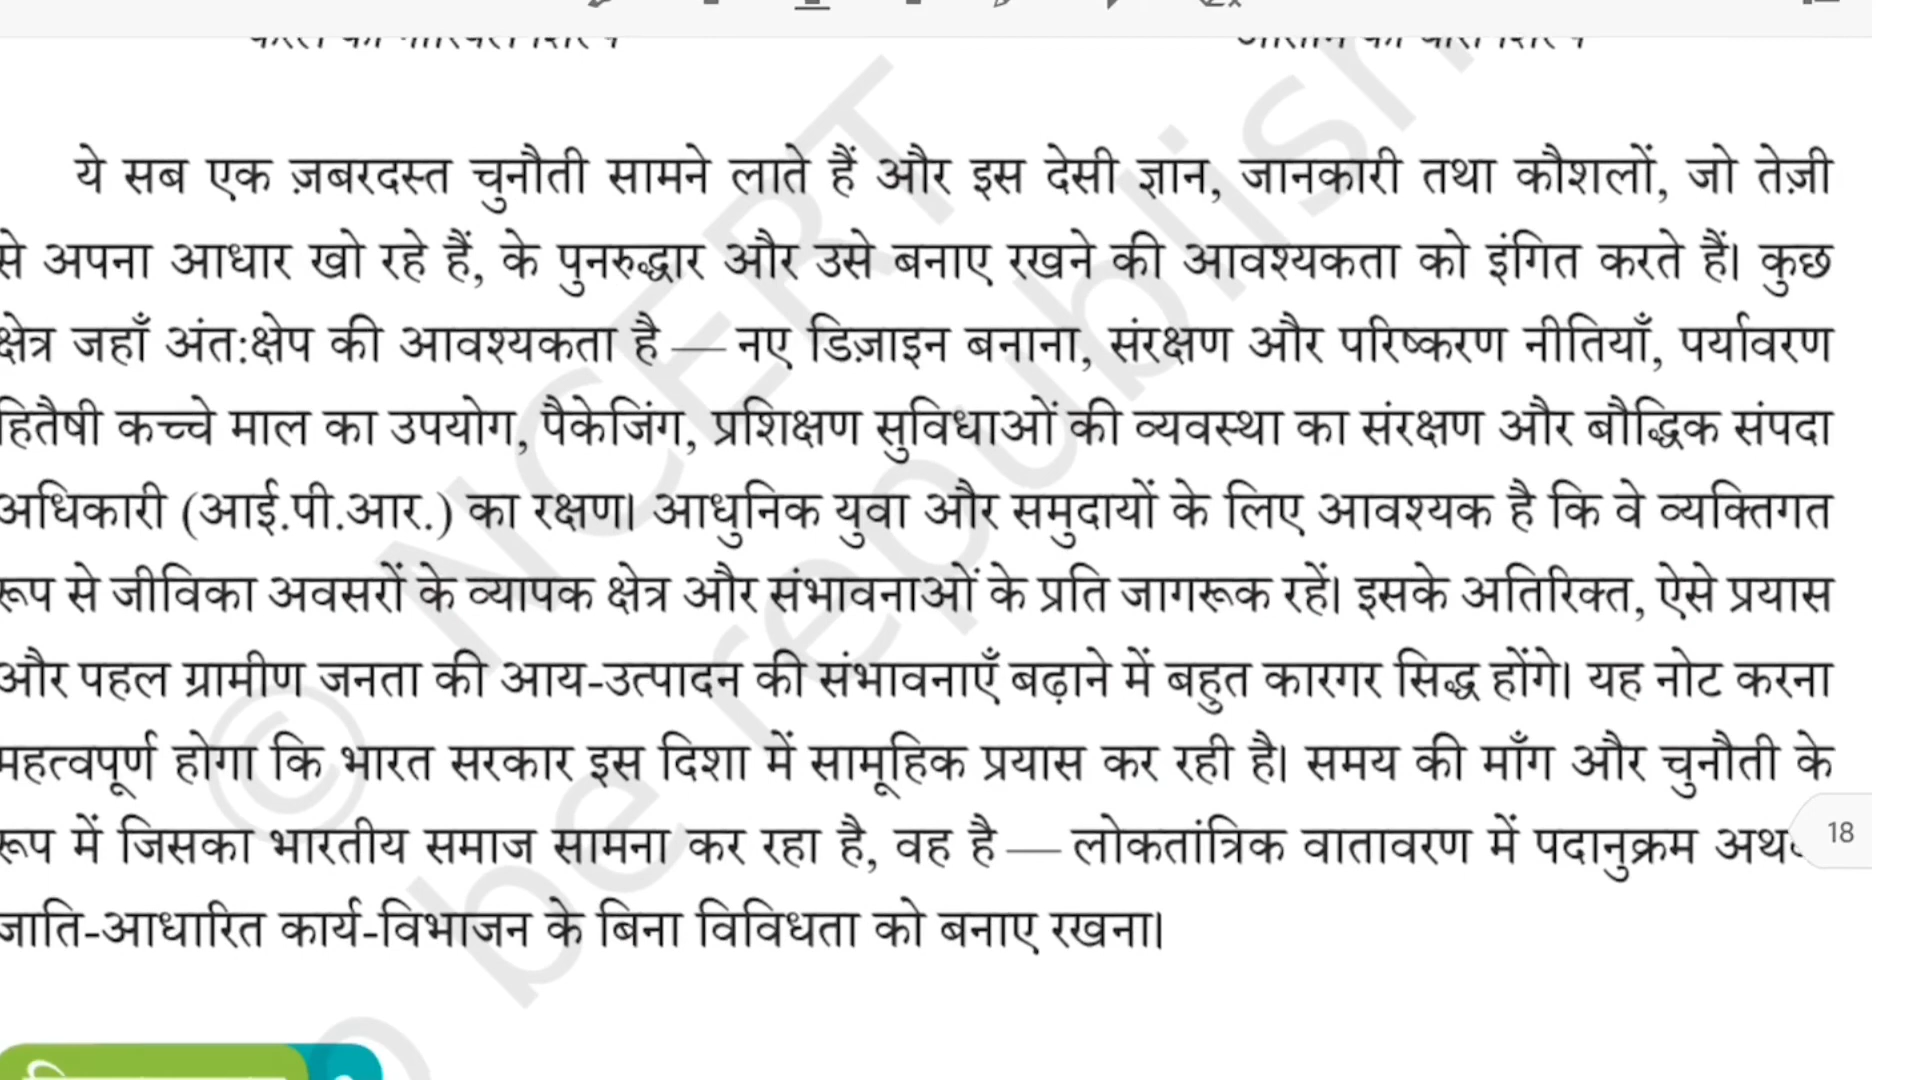 ये सब एक ज़बरदस्त चुनौती सामने लाते हैं और इस देसी ज्ञान, जानकारी तथा कौशलों, जो तेज़ी
से अपना आधार खो रहे हैं, के पुनरुद्धार और उसे बनाए रखने की आवश्यकता को इंगित करते हैं। कुछ
क्षेत्र जहाँ अंत:क्षेप की आवश्यकता है — नए डिज़ाइन बनाना, संरक्षण और परिष्करण नीतियाँ, पर्यावरण
हितैषी कच्चे माल का उपयोग, पैकेजिंग, प्रशिक्षण सुविधाओं की व्यवस्था का संरक्षण और बौद्धिक संपदा
अधिकारी (आई.पी.आर.) का रक्षण। आधुनिक युवा और समुदायों के लिए आवश्यक है कि वे व्यक्तिगत
रूप से जीविका अवसरों के व्यापक क्षेत्र और संभावनाओं के प्रति जागरूक रहें। इसके अतिरिक्त, ऐसे प्रयास
और पहल ग्रामीण जनता की आय-उत्पादन की संभावनाएँ बढ़ाने में बहुत कारगर सिद्ध होंगे। यह नोट करना
महत्वपूर्ण होगा कि भारत सरकार इस दिशा में सामूहिक प्रयास कर रही है। समय की माँग और चुनौती के
रूप में जिसका भारतीय समाज सामना कर रहा है, वह है — लोकतांत्रिक वातावरण में पदानुक्रम
18
जाति-आधारित कार्य-विभाजन के बिना विविधता को बनाए रखना।
© NCERT
be republish